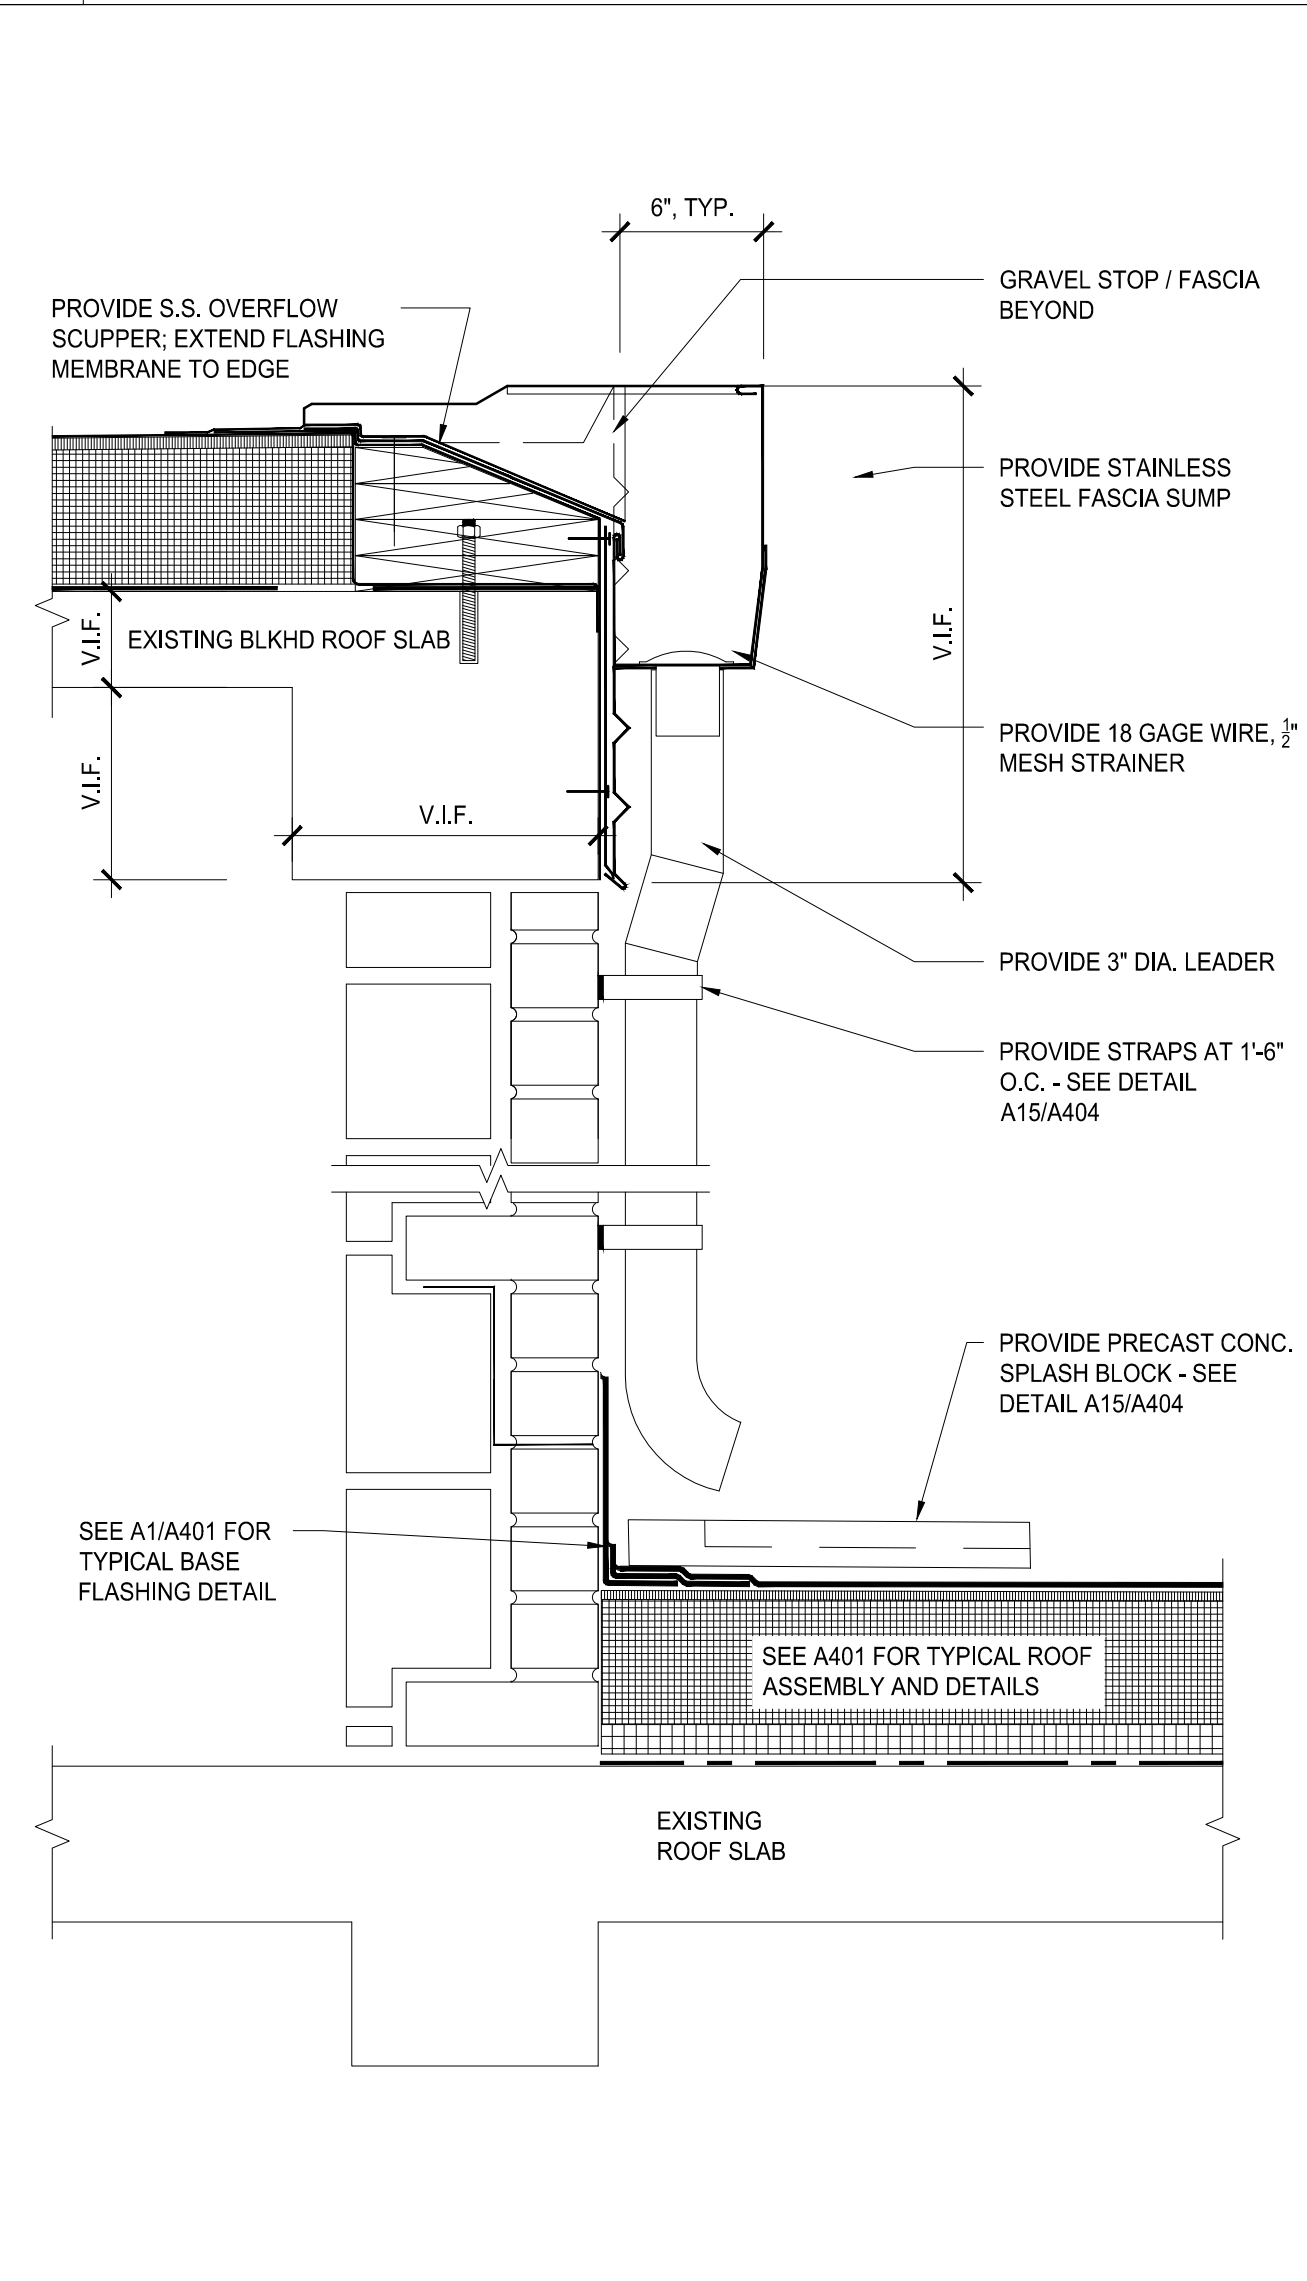 6", TYP.
GRAVEL STOP / FASCIA
BEYOND
PROVIDE S.S. OVERFLOW
SCUPPER; EXTEND FLASHING
MEMBRANE TO EDGE
PROVIDE STAINLESS
STEEL FASCIA SUMP
V.I.F.
EXISTING BLKHD ROOF SLAB
V.I.F.
PROVIDE 18 GAGE WIRE, 1/2"
MESH STRAINER
V.I.F.
V.I.F.
PROVIDE 3" DIA. LEADER
PROVIDE STRAPS AT 1'-6"
O.C. - SEE DETAIL
A15/A404
PROVIDE PRECAST CONC.
SPLASH BLOCK - SEE
DETAIL A15/A404
SEE A1/A401 FOR
TYPICAL BASE
FLASHING DETAIL
SEE A401 FOR TYPICAL ROOF
ASSEMBLY AND DETAILS
EXISTING
ROOF SLAB